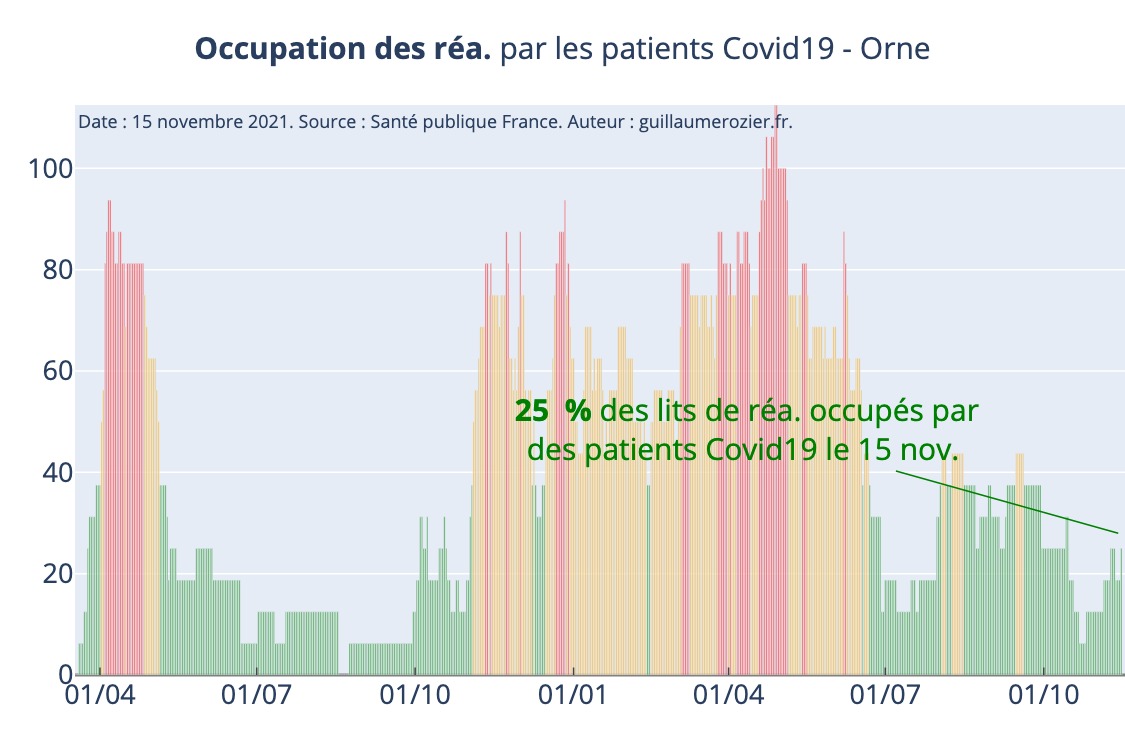 Occupation des réa. par les patients Covid19 - Orne
Date : 15 novembre 2021. Source : Santé publique France. Auteur : guillaumerozier.fr.
100
80
60
25 % des lits de réa. occupés par
des patients Covid19 le 15 nov.
40
20
0
01/04 01/07 01/10 01/01 01/04 01/07 01/10